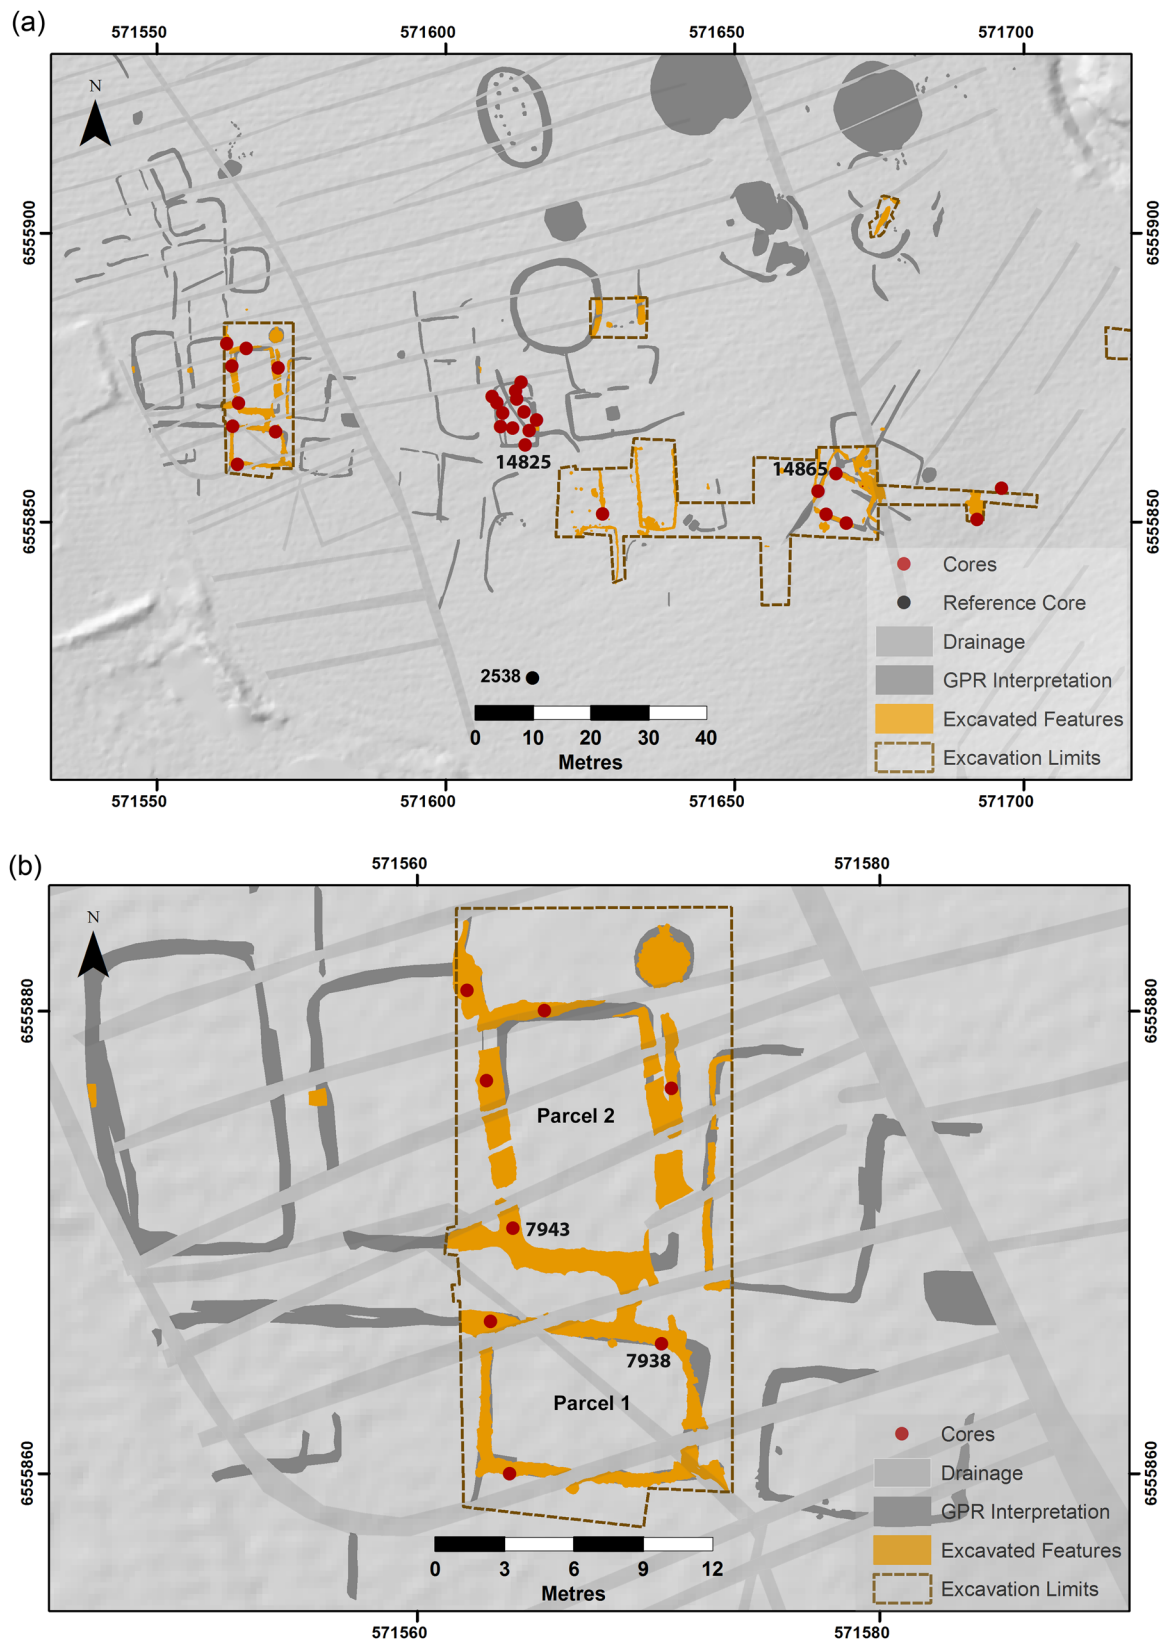 (a)
571550 571600 571650 571700
N
6555900 6555900
14825
14865
6555850 6555850
Cores
Reference Core
Drainage
2538
GPR Interpretation
Excavated Features
0 10 20 30 40
Metres
Excavation Limits
571550 571600 571650 571700
(b)
571560 571580
N
6555880 6555880
Parcel 2
7943
7938
Parcel 1
Cores
6555860 6555860
Drainage
GPR Interpretation
Excavated Features
0 3 6 9 12
Metres
Excavation Limits
571560 571580